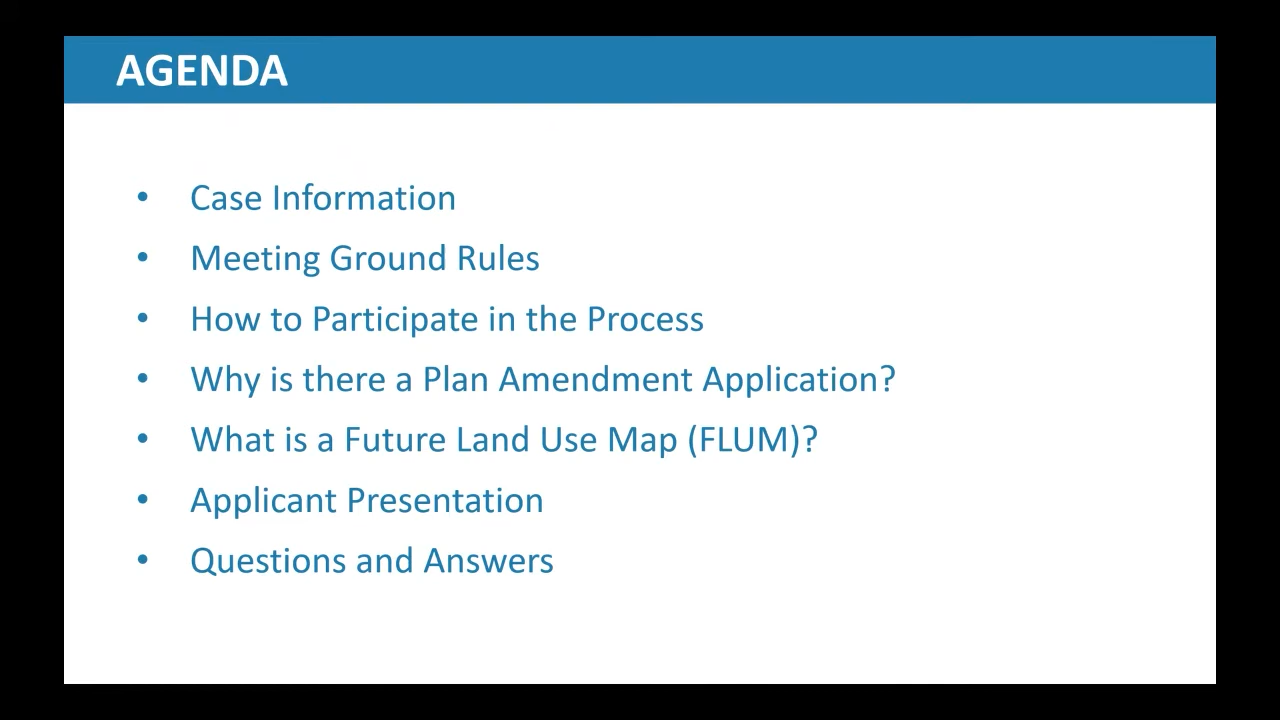 AGENDA
• Case Information
• Meeting Ground Rules
• How to Participate in the Process
• Why is there a Plan Amendment Application?
• What is a Future Land Use Map (FLUM)?
• Applicant Presentation
• Questions and Answers